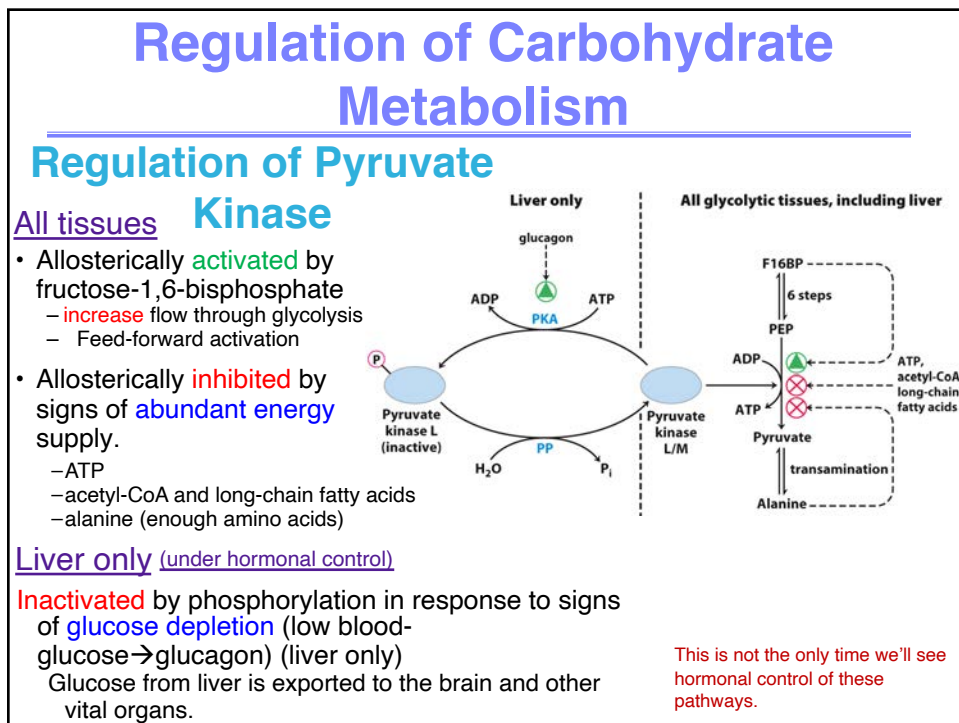 Regulation of Carbohydrate
Metabolism
Regulation of Pyruvate
Kinase
All tissues
• Allosterically activated by
fructose-1,6-bisphosphate
– increase flow through glycolysis
– Feed-forward activation
• Allosterically inhibited by
signs of abundant energy
supply.
–ATP
–acetyl-CoA and long-chain fatty acids
–alanine (enough amino acids)
Liver only (under hormonal control)
Inactivated by phosphorylation in response to signs
of glucose depletion (low blood-
glucose→glucagon) (liver only)
Glucose from liver is exported to the brain and other
vital organs.
Liver only
glucagon
ADP
ATP
PKA
P
Pyruvate
kinase L
(inactive)
Pyruvate
kinase
L/M
PP
H₂O
Pᵢ
All glycolytic tissues, including liver
F16BP
6 steps
PEP
ADP
ATP
ATP,
acetyl-CoA
long-chain
fatty acids
Pyruvate
transamination
Alanine
This is not the only time we’ll see
hormonal control of these
pathways.